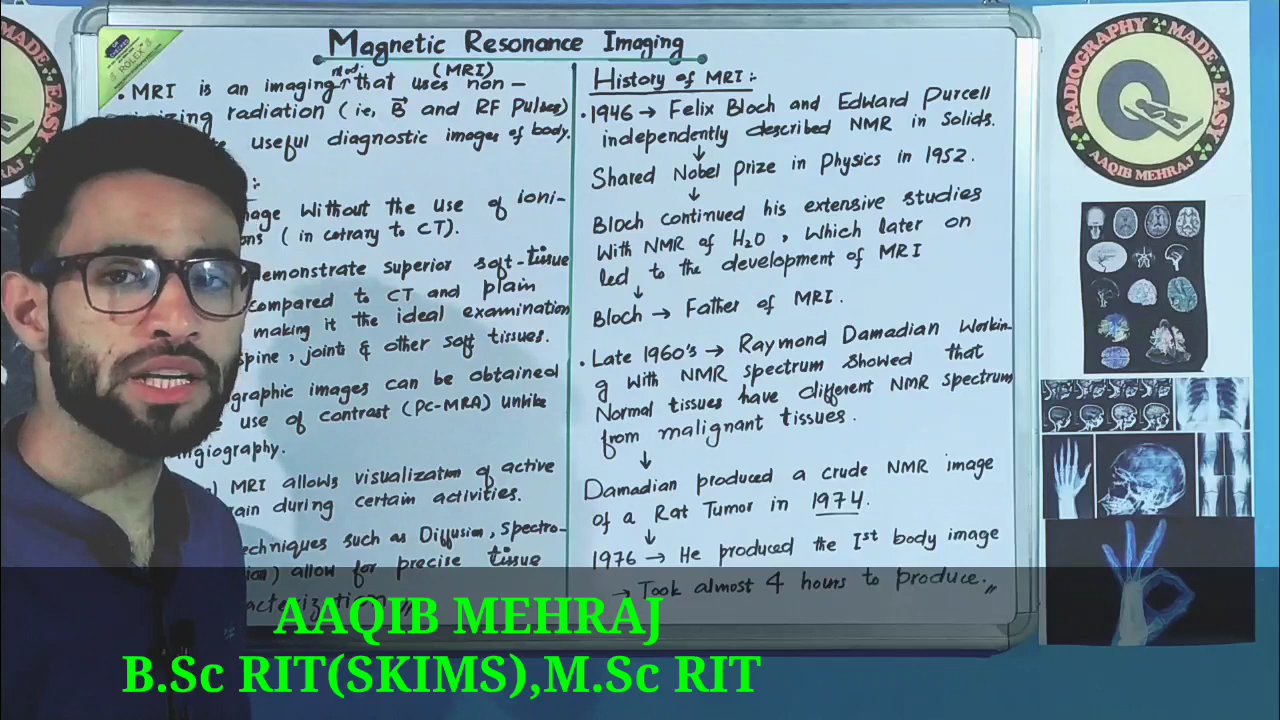 Magnetic Resonance Imaging
(MRI)
• MRI is an imaging that uses non-
radiation (ie, B and RF Pulses)
useful diagnostic images of body.
:-
Without the use of ioni-
(in cotrary to CT).
demonstrate superior soft-tissue
compared to CT and plain
making it the ideal examination
spine, joints & other soft tissues.
graphic images can be obtained
use of contrast (PC-MRA) unlike
ngiography.
MRI allows visualization of active
ain during certain activities.
echniques such as Diffusion, Spectro-
allow for precise tissue
acterization
History of MRI :-
• 1946 → Felix Bloch and Edward Purcell
independently described NMR in Solids.
↓
Shared Nobel prize in Physics in 1952.
↓
Bloch continued his extensive studies
With NMR of H2O, Which later on
led to the development of MRI
↓
Bloch → Father of MRI.
• Late 1960's → Raymond Damadian Workin-
g With NMR spectrum Showed that
Normal tissues have different NMR spectrum
from malignant tissues.
↓
Damadian produced a crude NMR image
of a Rat Tumor in 1974.
↓
1976 → He produced the 1st body image
→ Took almost 4 hours to produce.
ROLEX
RADIOGRAPHY MADE EASY
AAQIB MEHRAJ
MADE EASY
RAJ
AAQIB MEHRAJ
B.Sc RIT(SKIMS),M.Sc RIT